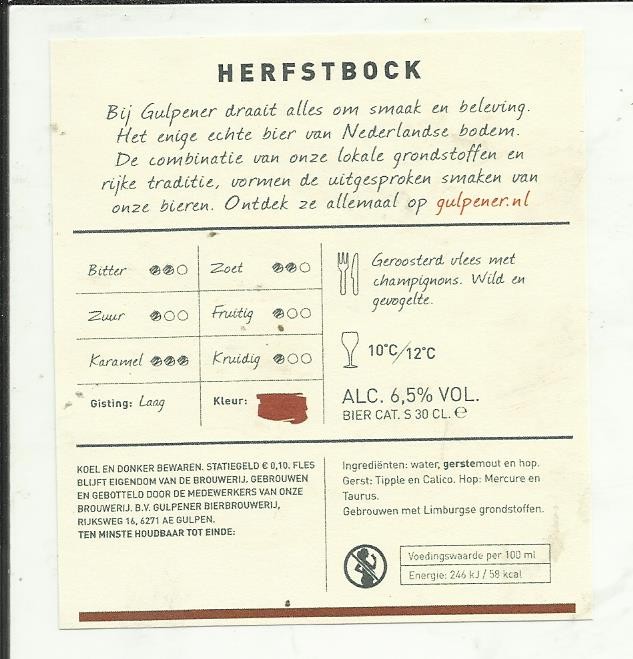 HERFSTBOCK
Bij Gulpener draait alles om smaak en beleving.
Het enige echte bier van Nederlandse bodem.
De combinatie van onze lokale grondstoffen en
rijke traditie, vormen de uitgesproken smaken van
onze bieren. Ontdek ze allemaal op gulpener.nl
Bitter
Zoet
Zuur
Fruitig
Karamel
Kruidig
Gisting: Laag
Kleur:
Geroosterd vlees met
champignons. Wild en
gevogelte.
10°C/12°C
ALC. 6,5% VOL.
BIER CAT. S 30 CL. ℮
KOEL EN DONKER BEWAREN. STATIEGELD € 0,10. FLES
BLIJFT EIGENDOM VAN DE BROUWERIJ. GEBROUWEN
EN GEBOTTELD DOOR DE MEDEWERKERS VAN ONZE
BROUWERIJ. B.V. GULPENER BIERBROUWERIJ,
RIJKSWEG 16, 6271 AE GULPEN.
TEN MINSTE HOUDBAAR TOT EINDE:
Ingrediënten: water, gerstemout en hop.
Gerst: Tipple en Calico. Hop: Mercure en
Taurus.
Gebrouwen met Limburgse grondstoffen.
Voedingswaarde per 100 ml
Energie: 246 kJ / 58 kcal